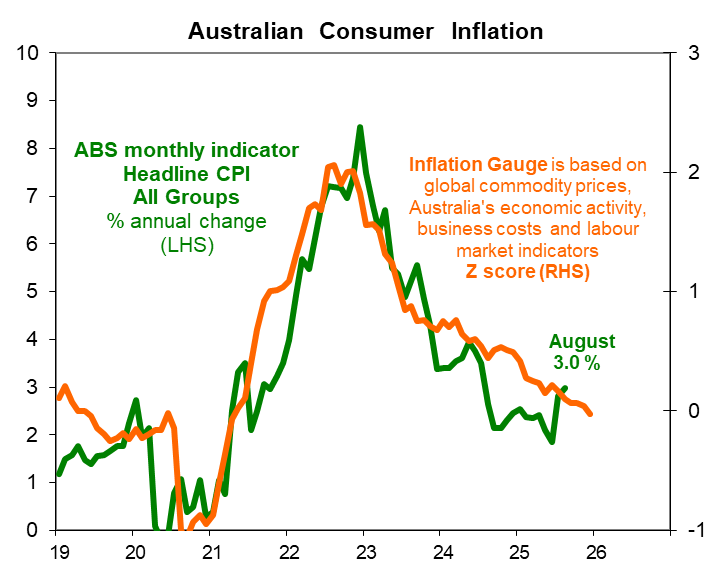 Australian Consumer Inflation
10
9
8
7
6
5
4
3
2
1
0
3
2
1
0
-1
ABS monthly indicator
Headline CPI
All Groups
% annual change
(LHS)
Inflation Gauge is based on
global commodity prices,
Australia's economic activity,
business costs and labour
market indicators
Z score (RHS)
August
3.0 %
19 20 21 22 23 24 25 26